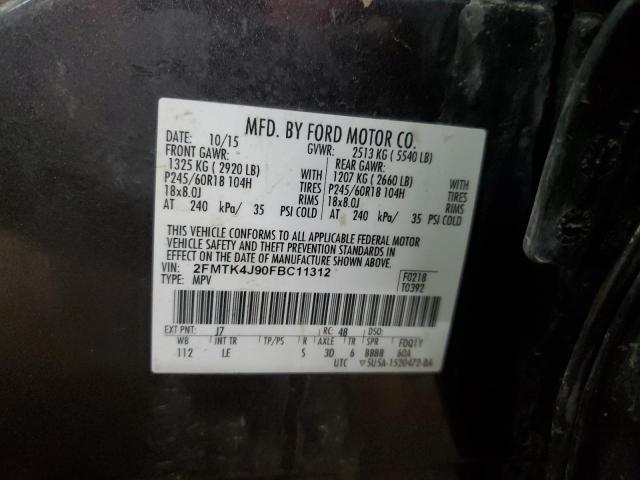 MFD. BY FORD MOTOR CO.
DATE: 10/15 GVWR: 2513 KG ( 5540 LB)
FRONT GAWR: REAR GAWR:
1325 KG ( 2920 LB) WITH 1207 KG ( 2660 LB) WITH
P245/60R18 104H TIRES P245/60R18 104H TIRES
18x8.0J RIMS 18x8.0J RIMS
AT 240 kPa/ 35 PSI COLD AT 240 kPa/ 35 PSI COLD
THIS VEHICLE CONFORMS TO ALL APPLICABLE FEDERAL MOTOR
VEHICLE SAFETY AND THEFT PREVENTION STANDARDS IN
EFFECT ON THE DATE OF MANUFACTURE SHOWN ABOVE.
VIN: 2FMTK4J90FBC11312 F0218
TYPE: MPV T0392
EXT PNT: J7 RC: 48 DSO:
WB INT TR TP/PS R AXLE TR SPR FDQ1Y
112 LE S 3D 6 BBBB 60A
UTC ▽5U5A-1520472-BA